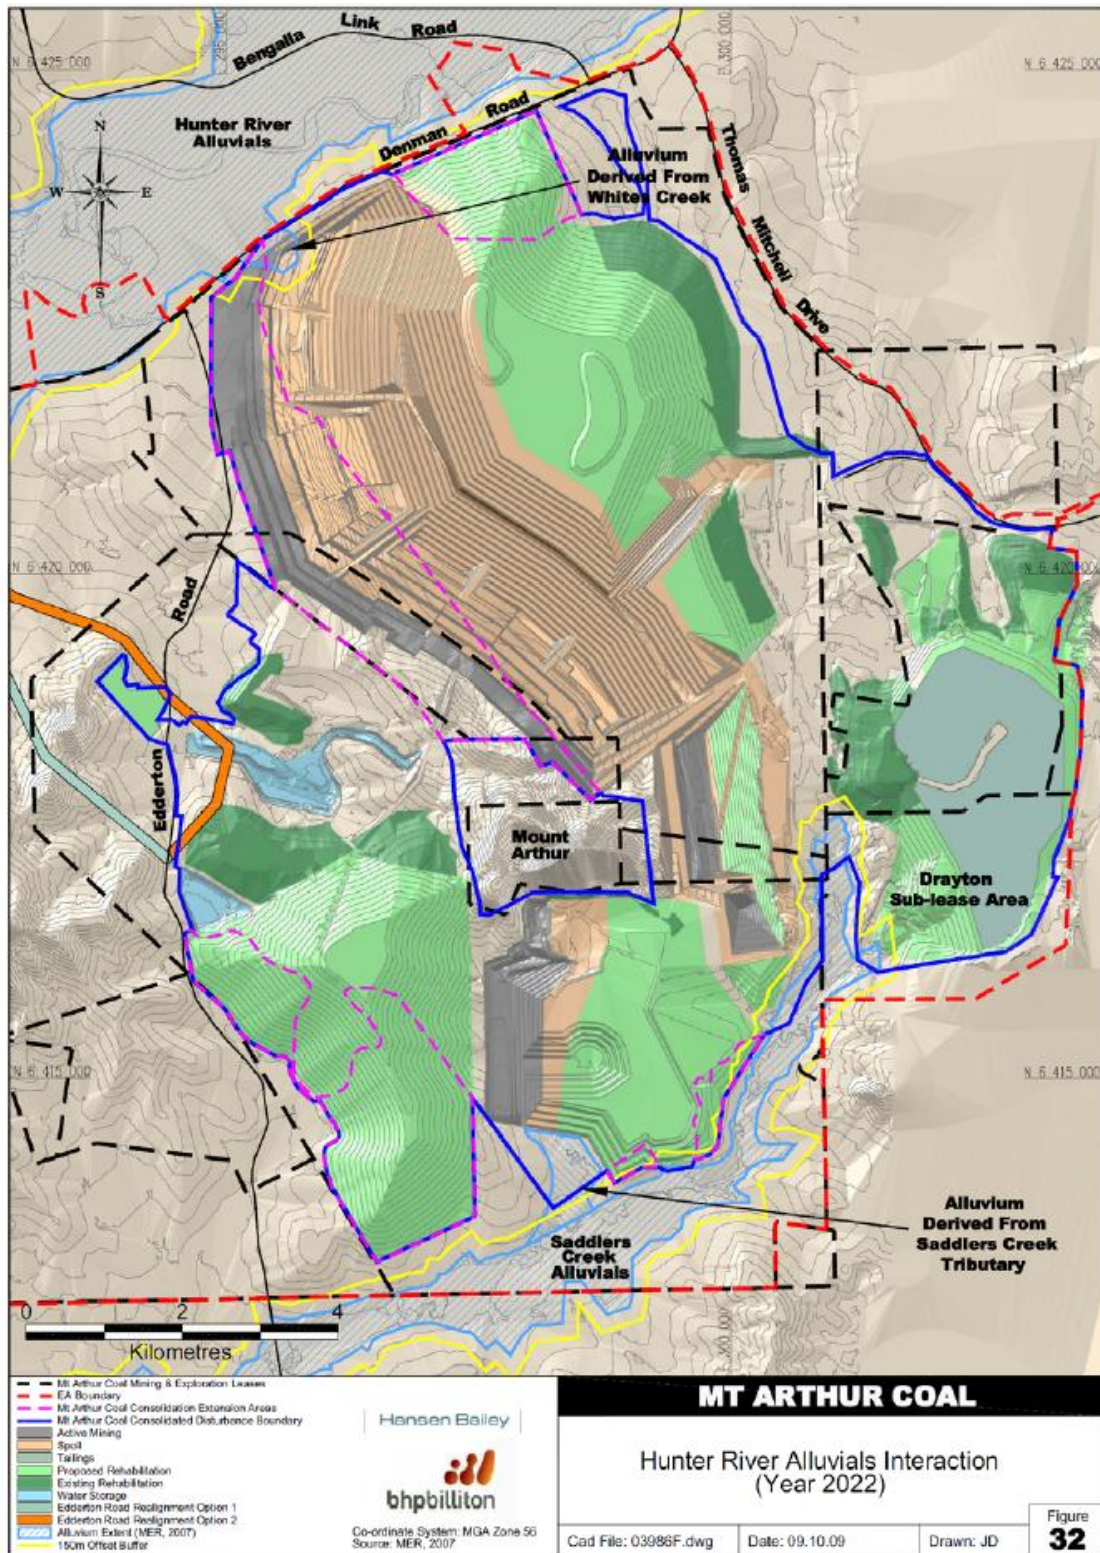 Bengalla Link Road
N 6 425 000
E 300 000
N 6 425 000
Hunter River
Alluvials
Denman Road
Alluvium
Derived From
Whites Creek
Thomas Mitchell Drive
N
W E
S
N 6 420 000
N 6 420 000
Edderton Road
Mount
Arthur
Drayton
Sub-lease Area
N 6 415 000
N 6 415 000
Saddlers
Creek
Alluvials
Alluvium
Derived From
Saddlers Creek
Tributary
0 2 4
Kilometres
Mt Arthur Coal Mining & Exploration Leases
EA Boundary
Mt Arthur Coal Consolidation Extension Areas
Mt Arthur Coal Consolidated Disturbance Boundary
Active Mining
Spoil
Tailings
Proposed Rehabilitation
Existing Rehabilitation
Water Storage
Edderton Road Realignment Option 1
Edderton Road Realignment Option 2
Alluvium Extent (MER, 2007)
150m Offset Buffer
Hansen Bailey
bhpbilliton
Co-ordinate System: MGA Zone 56
Source: MER, 2007
MT ARTHUR COAL
Hunter River Alluvials Interaction
(Year 2022)
Cad File: 03986F.dwg
Date: 09.10.09
Drawn: JD
Figure
32